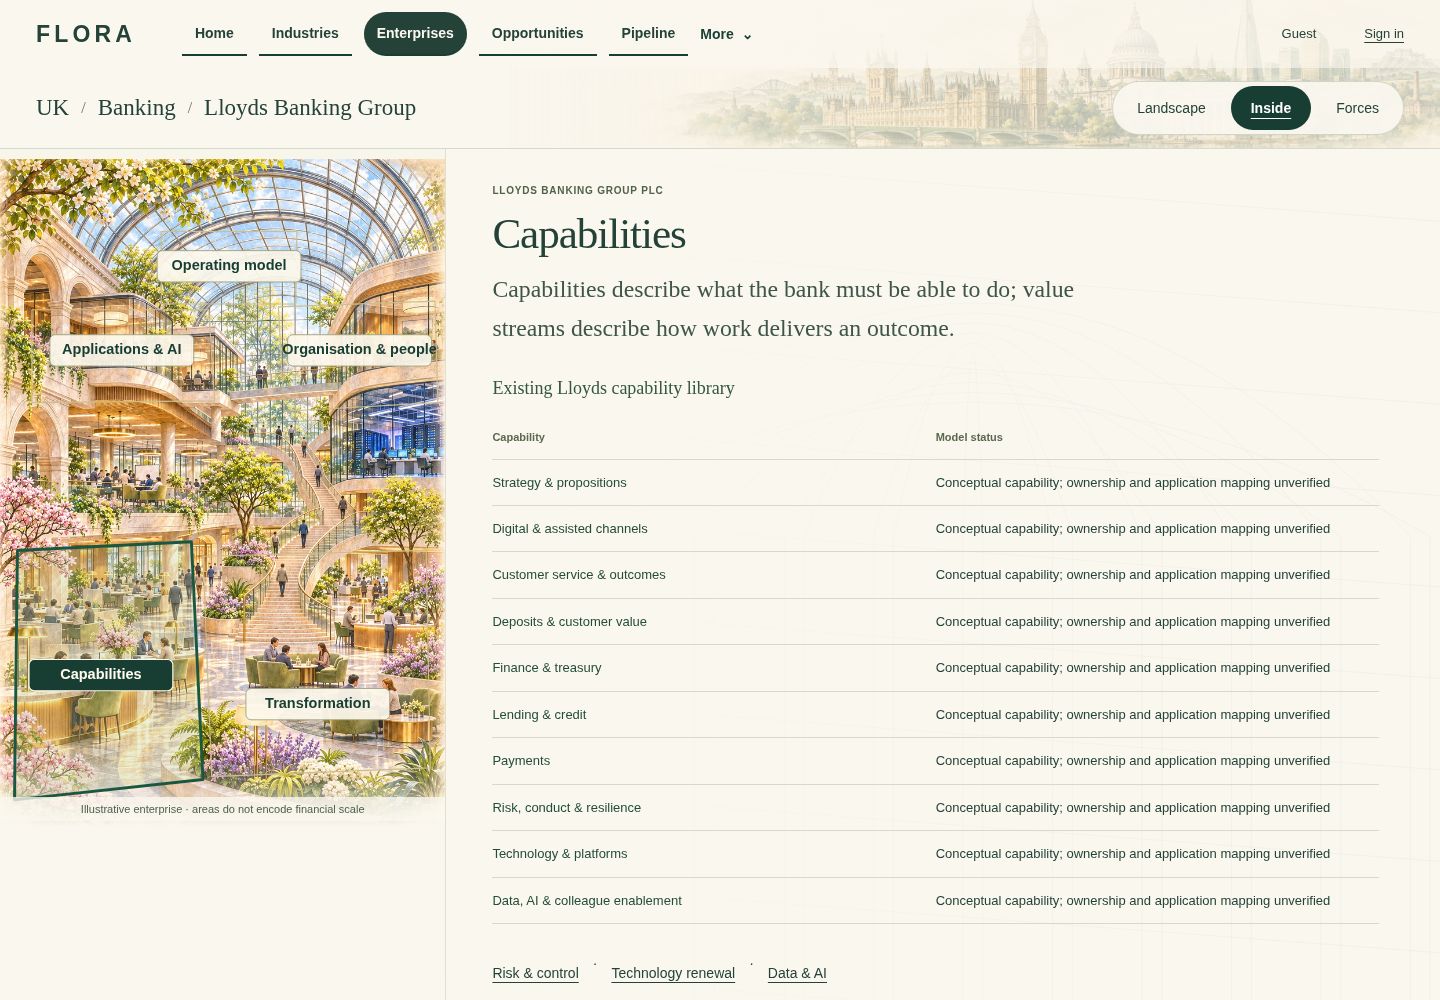 FLORA
Home
Industries
Enterprises
Opportunities
Pipeline
More
Guest
Sign in
UK / Banking / Lloyds Banking Group
Landscape
Inside
Forces
Operating model
Applications & AI
Organisation & people
Capabilities
Transformation
Illustrative enterprise · areas do not encode financial scale
LLOYDS BANKING GROUP PLC
Capabilities
Capabilities describe what the bank must be able to do; value
streams describe how work delivers an outcome.
Existing Lloyds capability library
Capability Model status
Strategy & propositions Conceptual capability; ownership and application mapping unverified
Digital & assisted channels Conceptual capability; ownership and application mapping unverified
Customer service & outcomes Conceptual capability; ownership and application mapping unverified
Deposits & customer value Conceptual capability; ownership and application mapping unverified
Finance & treasury Conceptual capability; ownership and application mapping unverified
Lending & credit Conceptual capability; ownership and application mapping unverified
Payments Conceptual capability; ownership and application mapping unverified
Risk, conduct & resilience Conceptual capability; ownership and application mapping unverified
Technology & platforms Conceptual capability; ownership and application mapping unverified
Data, AI & colleague enablement Conceptual capability; ownership and application mapping unverified
Risk & control · Technology renewal · Data & AI